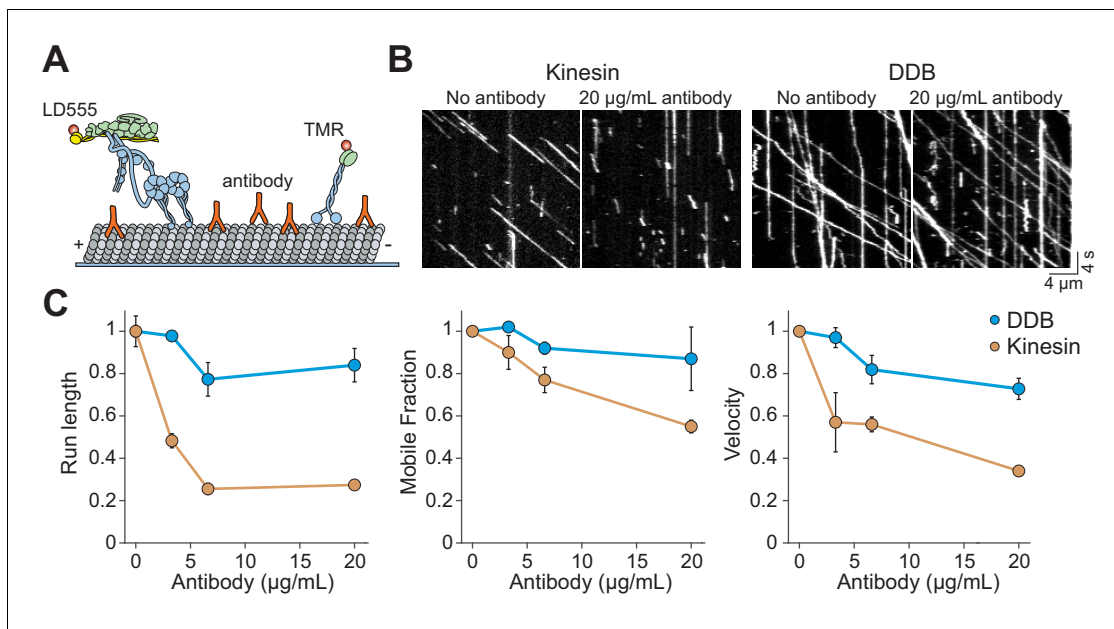 A
LD555
TMR
antibody
+
-
B
Kinesin
DDB
No antibody
20 µg/mL antibody
No antibody
20 µg/mL antibody
4 s
4 µm
C
DDB
Kinesin
Run length
1
0.8
0.6
0.4
0.2
0
0 5 10 15 20
Antibody (µg/mL)
Mobile Fraction
1
0.8
0.6
0.4
0.2
0
0 5 10 15 20
Antibody (µg/mL)
Velocity
1
0.8
0.6
0.4
0.2
0
0 5 10 15 20
Antibody (µg/mL)